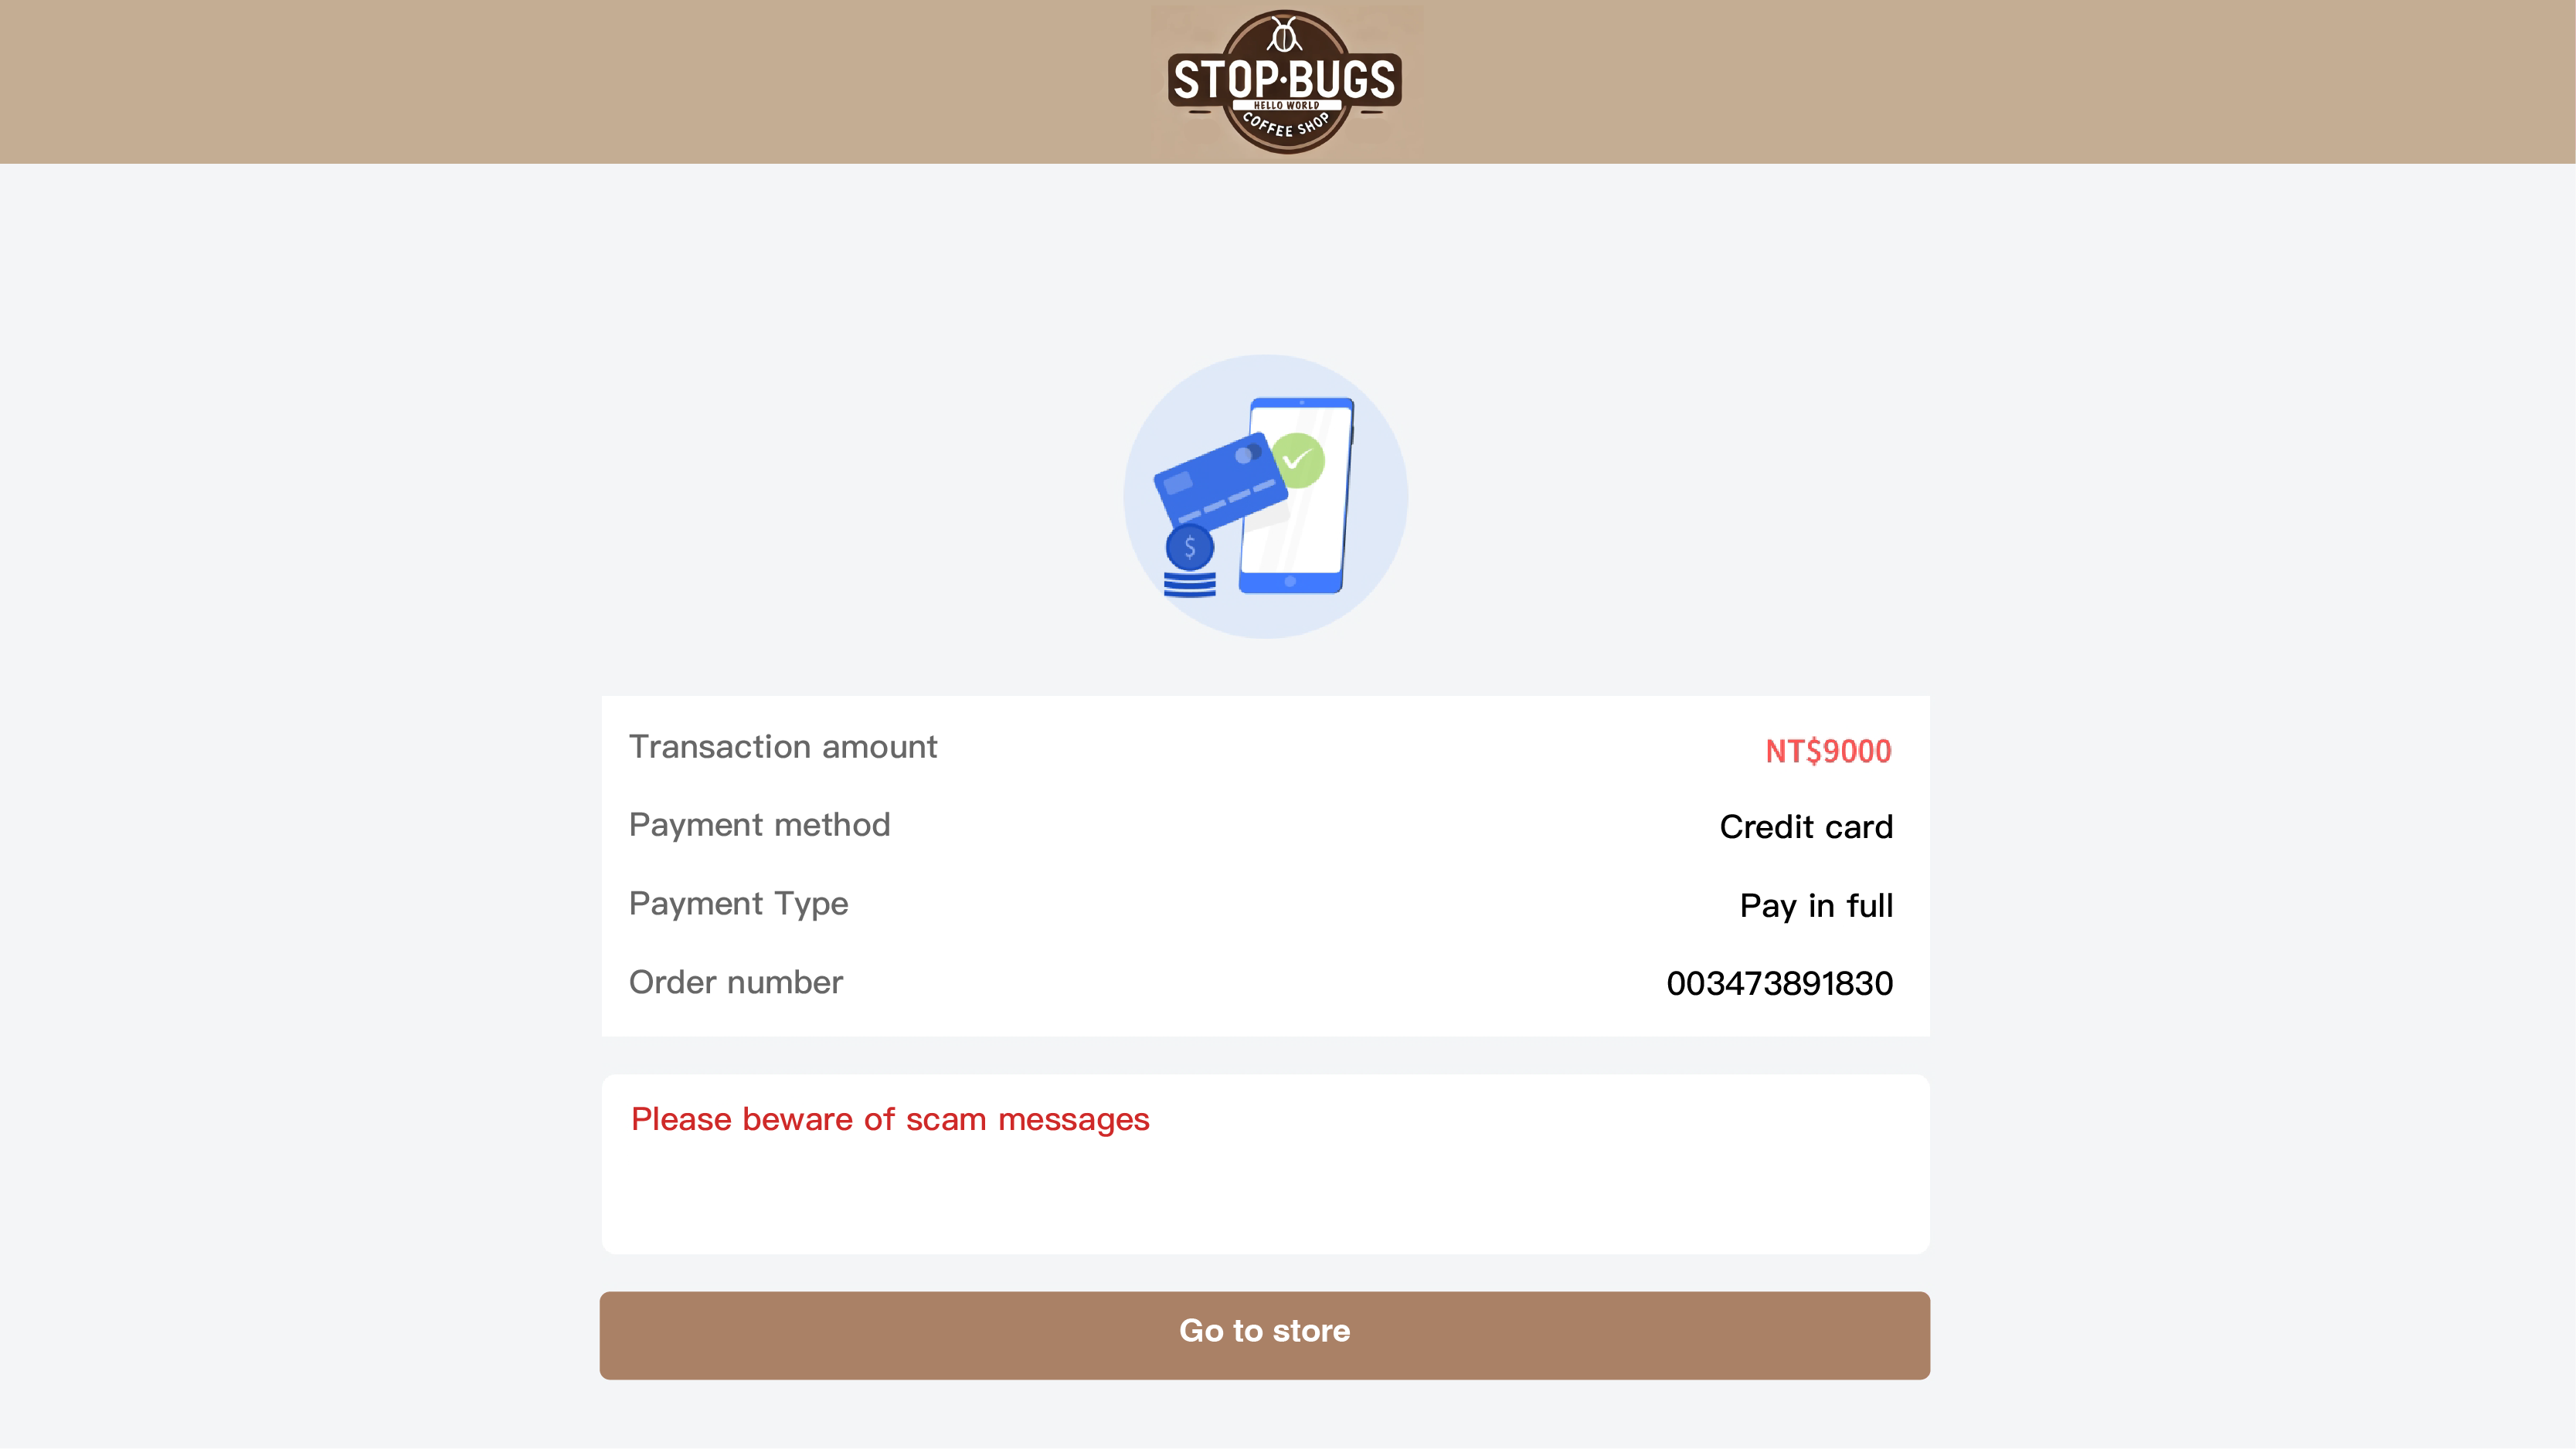 STOP·BUGS
HELLO WORLD
COFFEE SHOP
$
Transaction amount NT$9000
Payment method Credit card
Payment Type Pay in full
Order number 003473891830
Please beware of scam messages
Go to store